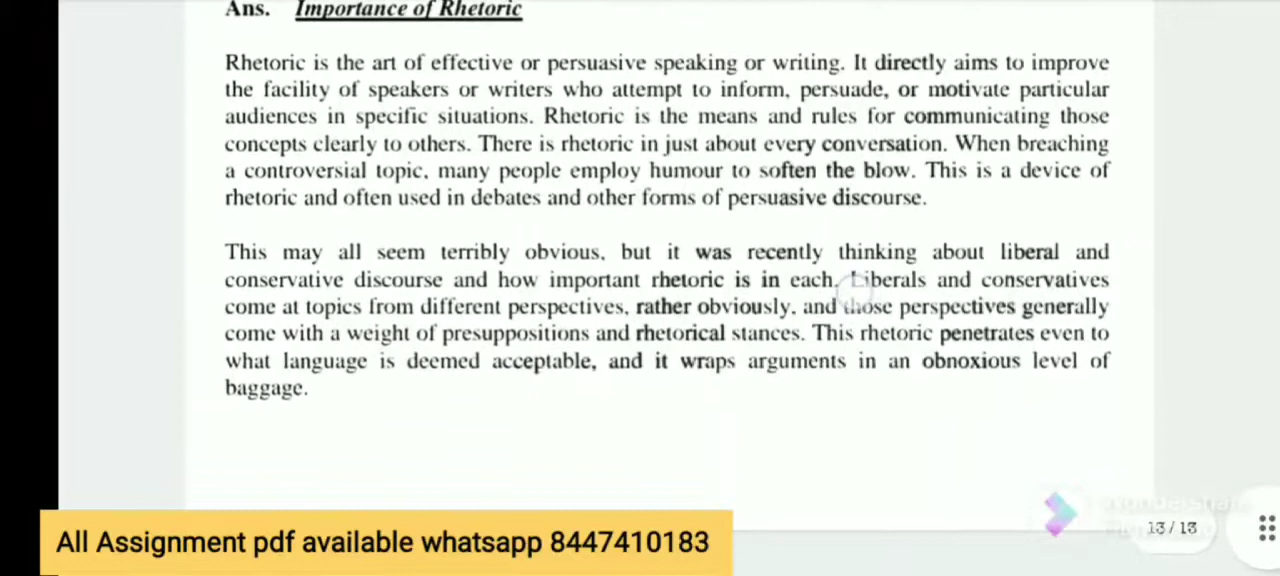 Ans. Importance of Rhetoric
Rhetoric is the art of effective or persuasive speaking or writing. It directly aims to improve
the facility of speakers or writers who attempt to inform, persuade, or motivate particular
audiences in specific situations. Rhetoric is the means and rules for communicating those
concepts clearly to others. There is rhetoric in just about every conversation. When breaching
a controversial topic, many people employ humour to soften the blow. This is a device of
rhetoric and often used in debates and other forms of persuasive discourse.
This may all seem terribly obvious, but it was recently thinking about liberal and
conservative discourse and how important rhetoric is in each. Liberals and conservatives
come at topics from different perspectives, rather obviously, and those perspectives generally
come with a weight of presuppositions and rhetorical stances. This rhetoric penetrates even to
what language is deemed acceptable, and it wraps arguments in an obnoxious level of
baggage.
Wondershare
13/13
All Assignment pdf available whatsapp 8447410183